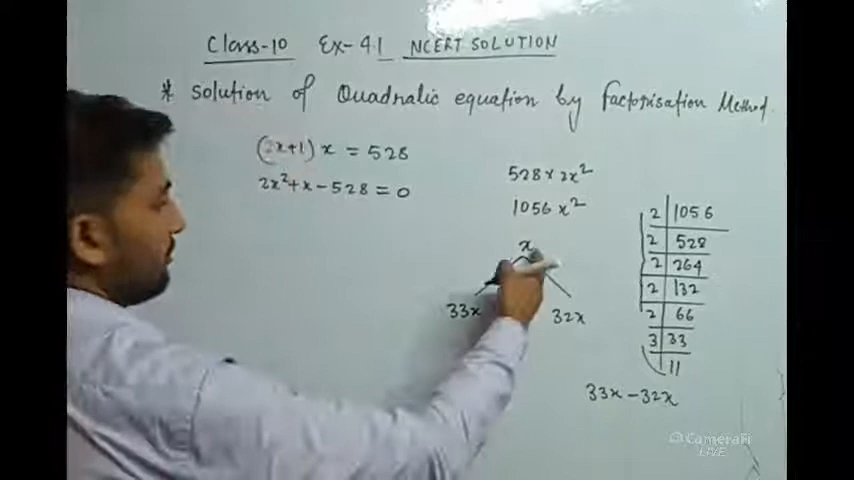 Class-10 Ex-4.1 NCERT SOLUTION
* Solution of Quadratic equation by factorisation Method.
(2x+1) x = 528
2x²+x-528 = 0
528 x 2x²
1056 x²
x
33x 32x
2 1056
2 528
2 264
2 132
2 66
3 33
11
33x - 32x
CameraFi
LIVE